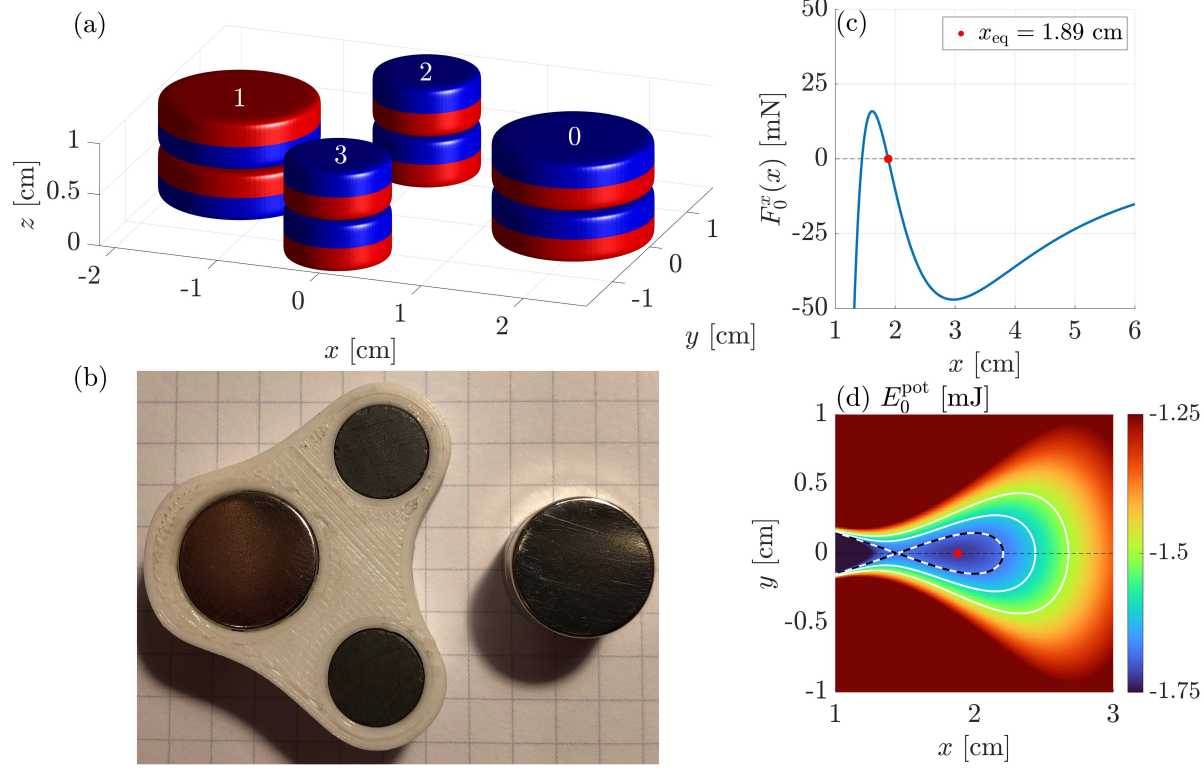 (a)
1
2
3
0
1
0.5
0
z [cm]
-2
-1
0
1
2
x [cm]
-1
0
1
y [cm]
(b)
(c)
x_eq = 1.89 cm
50
25
0
-25
-50
F_0^x(x) [mN]
1 2 3 4 5 6
x [cm]
(d) E_0^pot [mJ]
1
0.5
0
-0.5
-1
y [cm]
1 2 3
x [cm]
-1.25
-1.5
-1.75